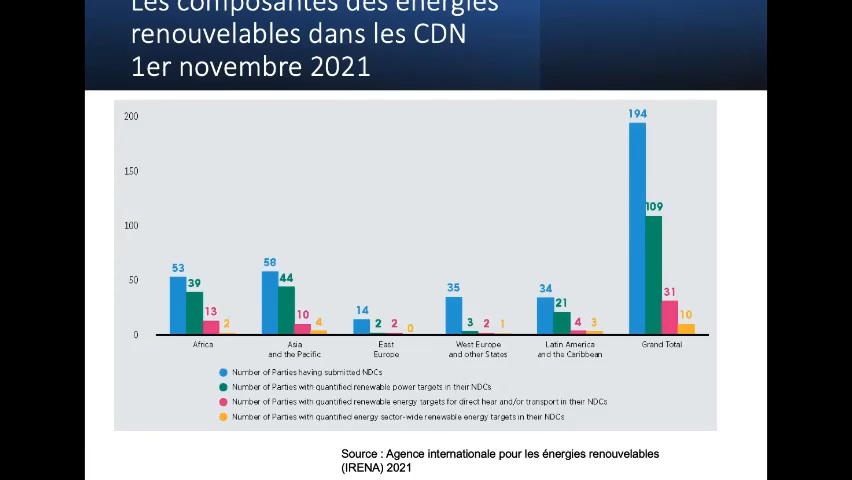 Les composantes des énergies
renouvelables dans les CDN
1er novembre 2021
200
150
100
50
0
53
39
13
2
58
44
10
4
14
2
2
0
35
3
2
1
34
21
4
3
194
109
31
10
Africa
Asia
and the Pacific
East
Europe
West Europe
and other States
Latin America
and the Caribbean
Grand Total
Number of Parties having submitted NDCs
Number of Parties with quantified renewable power targets in their NDCs
Number of Parties with quantified renewable energy targets for direct hear and/or transport in their NDCs
Number of Parties with quantified energy sector-wide renewable energy targets in their NDCs
Source : Agence internationale pour les énergies renouvelables
(IRENA) 2021